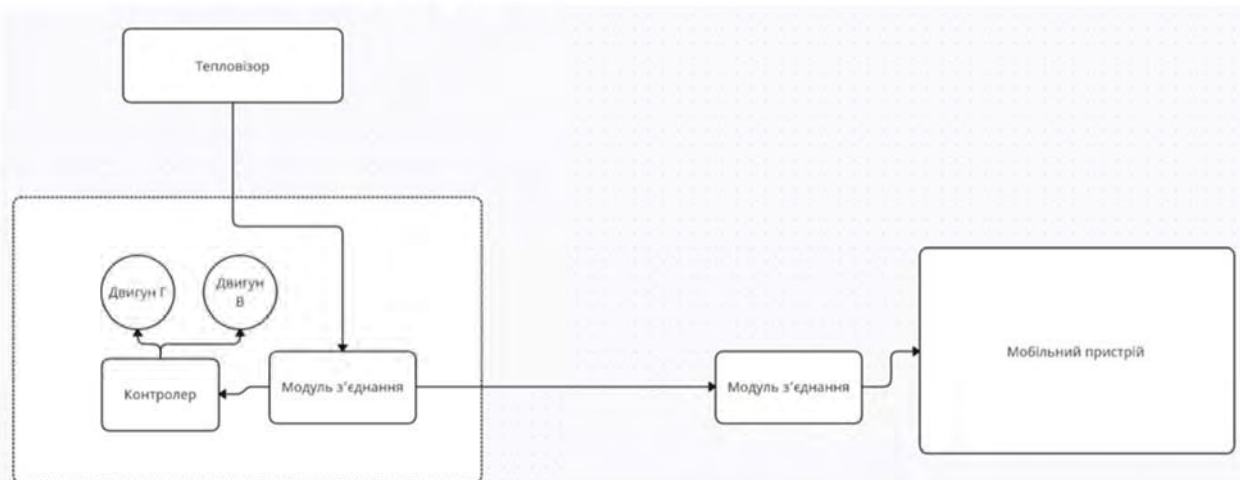 Тепловізор
Двигун Г
Двигун
В
Контролер
Модуль з'єднання
Модуль з'єднання
Мобільний пристрій